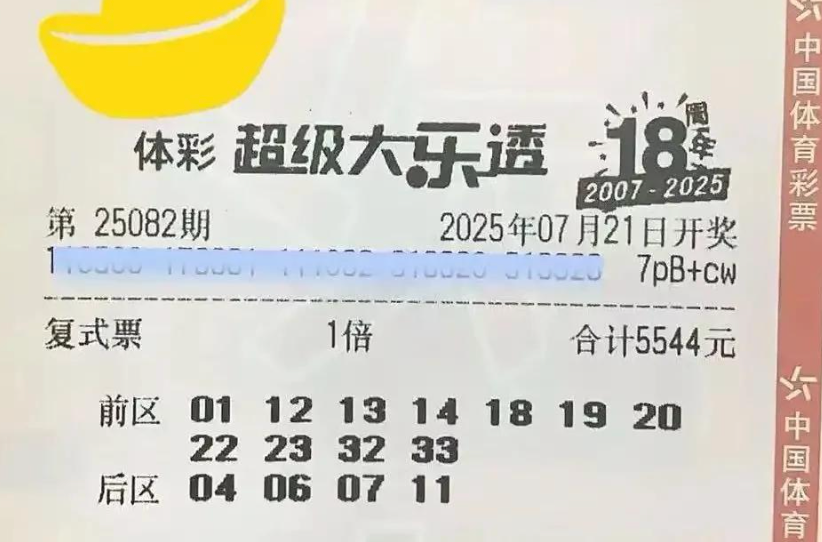 体彩 超级大乐透 18周年
2007-2025
第 25082期 2025年07月21日开奖
7pB+cw
复式票 1倍 合计5544元
前区 01 12 13 14 18 19 20
22 23 32 33
后区 04 06 07 11
中国体育彩票
中国体育